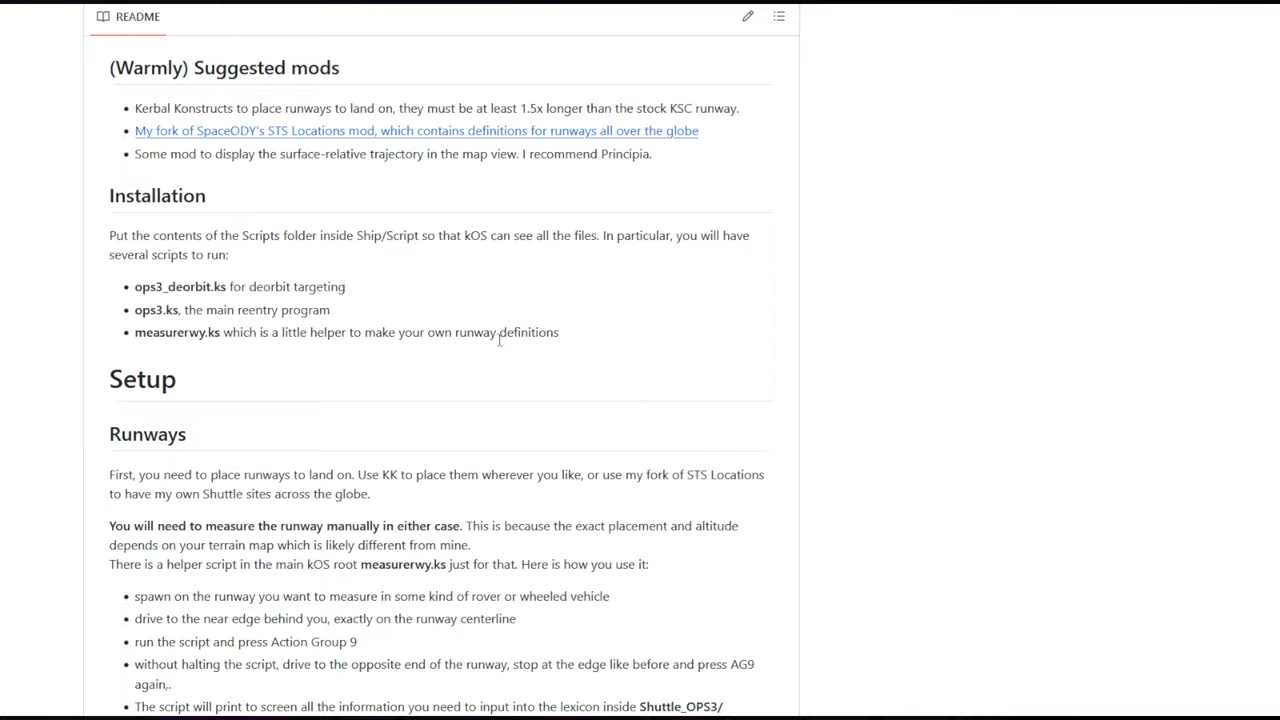 README
(Warmly) Suggested mods
• Kerbal Konstructs to place runways to land on, they must be at least 1.5x longer than the stock KSC runway.
• My fork of SpaceODY's STS Locations mod, which contains definitions for runways all over the globe
• Some mod to display the surface-relative trajectory in the map view. I recommend Principia.
Installation
Put the contents of the Scripts folder inside Ship/Script so that kOS can see all the files. In particular, you will have
several scripts to run:
• ops3_deorbit.ks for deorbit targeting
• ops3.ks, the main reentry program
• measurerwy.ks which is a little helper to make your own runway definitions
Setup
Runways
First, you need to place runways to land on. Use KK to place them wherever you like, or use my fork of STS Locations
to have my own Shuttle sites across the globe.
You will need to measure the runway manually in either case. This is because the exact placement and altitude
depends on your terrain map which is likely different from mine.
There is a helper script in the main kOS root measurerwy.ks just for that. Here is how you use it:
• spawn on the runway you want to measure in some kind of rover or wheeled vehicle
• drive to the near edge behind you, exactly on the runway centerline
• run the script and press Action Group 9
• without halting the script, drive to the opposite end of the runway, stop at the edge like before and press AG9
again,.
• The script will print to screen all the information you need to input into the lexicon inside Shuttle_OPS3/